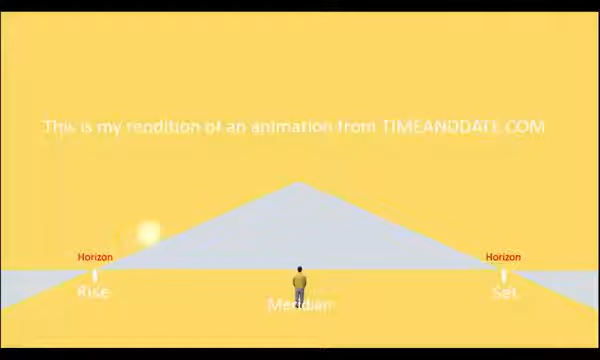 This is my rendition of an animation from TIMEANDDATE.COM
Horizon Horizon
Rise Set
Meridian